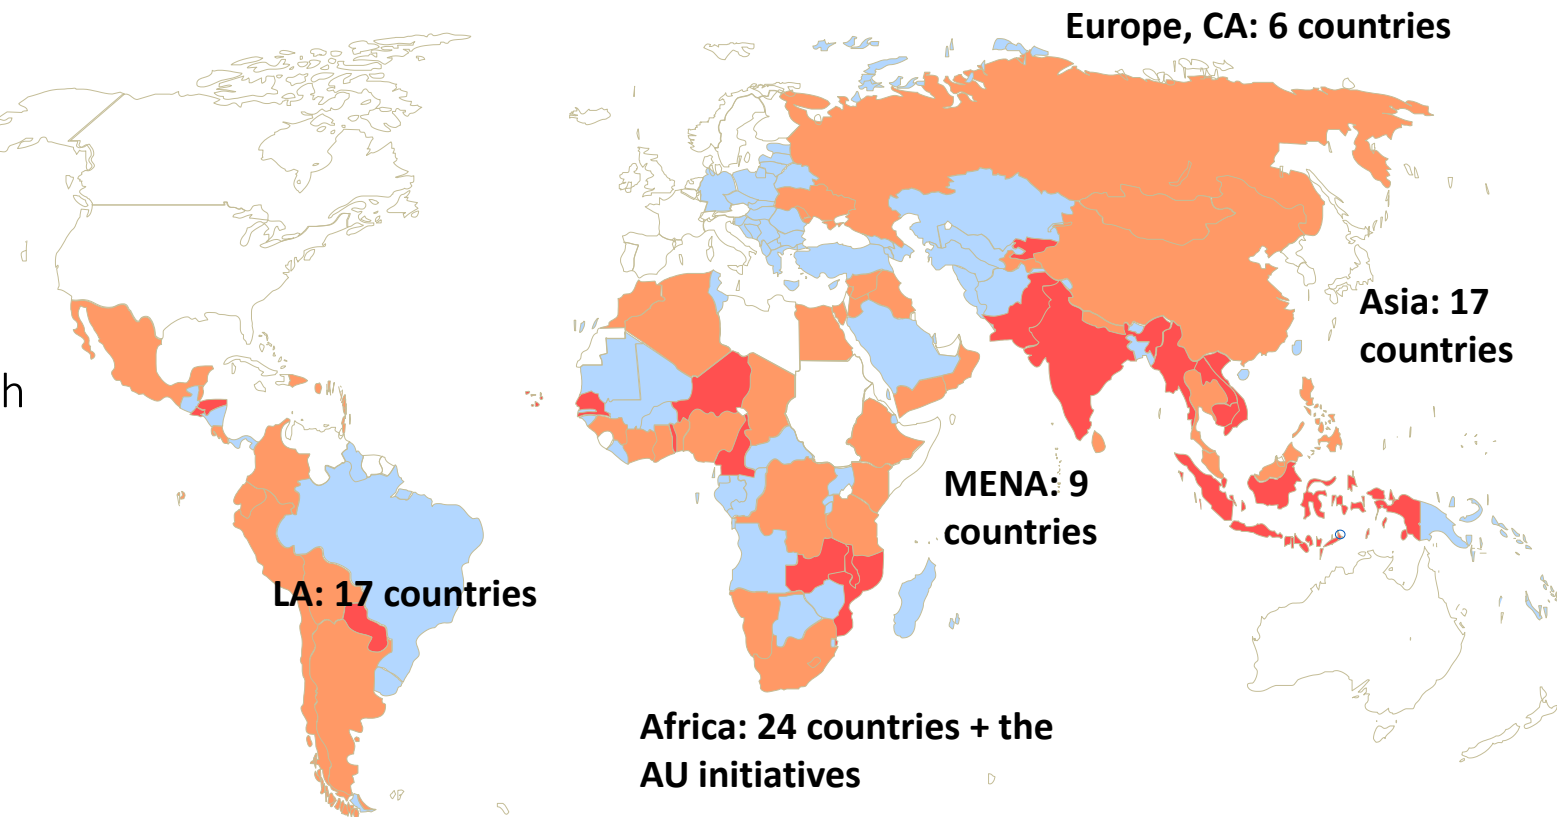 Europe, CA: 6 countries
Asia: 17
countries
h
MENA: 9
countries
LA: 17 countries
Africa: 24 countries + the
AU initiatives